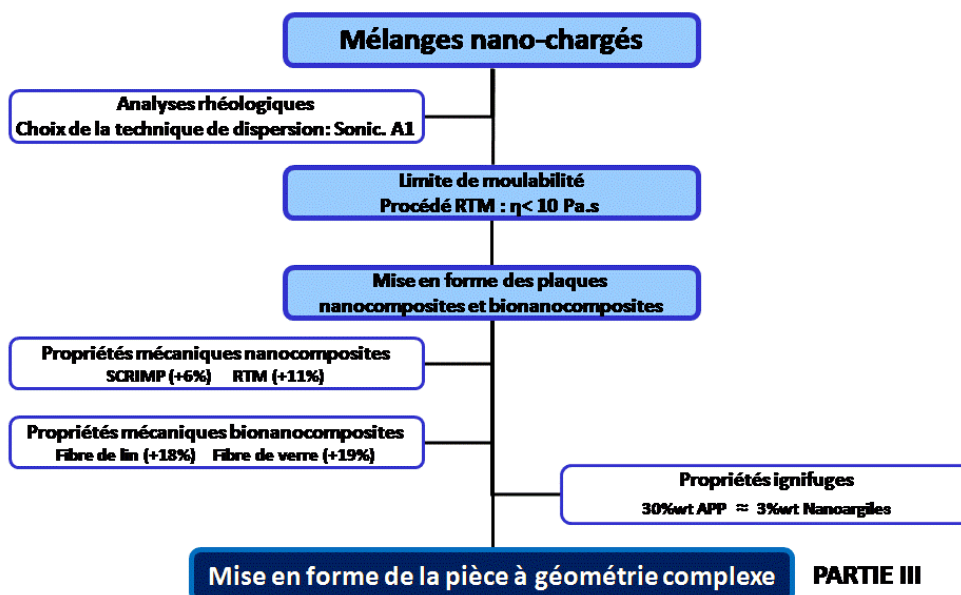 Mélanges nano-chargés
Analyses rhéologiques
Choix de la technique de dispersion: Sonic. A1
Limite de moulabilité
Procédé RTM : η< 10 Pa.s
Mise en forme des plaques
nanocomposites et bionanocomposites
Propriétés mécaniques nanocomposites
SCRIMP (+6%) RTM (+11%)
Propriétés mécaniques bionanocomposites
Fibre de lin (+18%) Fibre de verre (+19%)
Propriétés ignifuges
30%wt APP ≈ 3%wt Nanoargiles
Mise en forme de la pièce à géométrie complexe PARTIE III